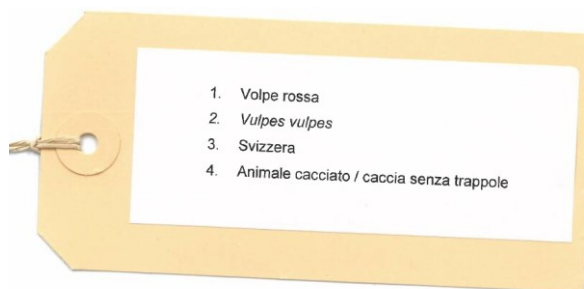 1. Volpe rossa
2. Vulpes vulpes
3. Svizzera
4. Animale cacciato / caccia senza trappole